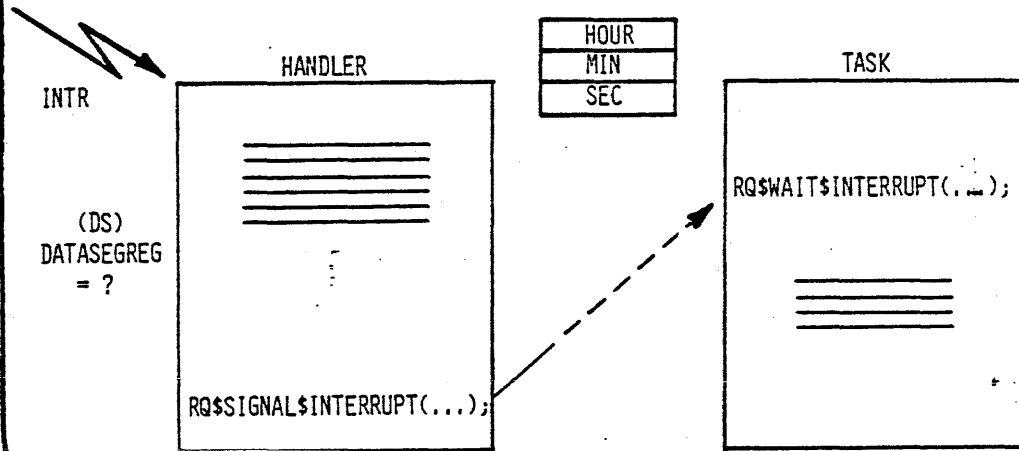 INTR
HANDLER
HOUR
MIN
SEC
TASK
(DS)
DATASEGREG
= ?
RQ$WAIT$INTERRUPT(...);
RQ$SIGNAL$INTERRUPT(...);